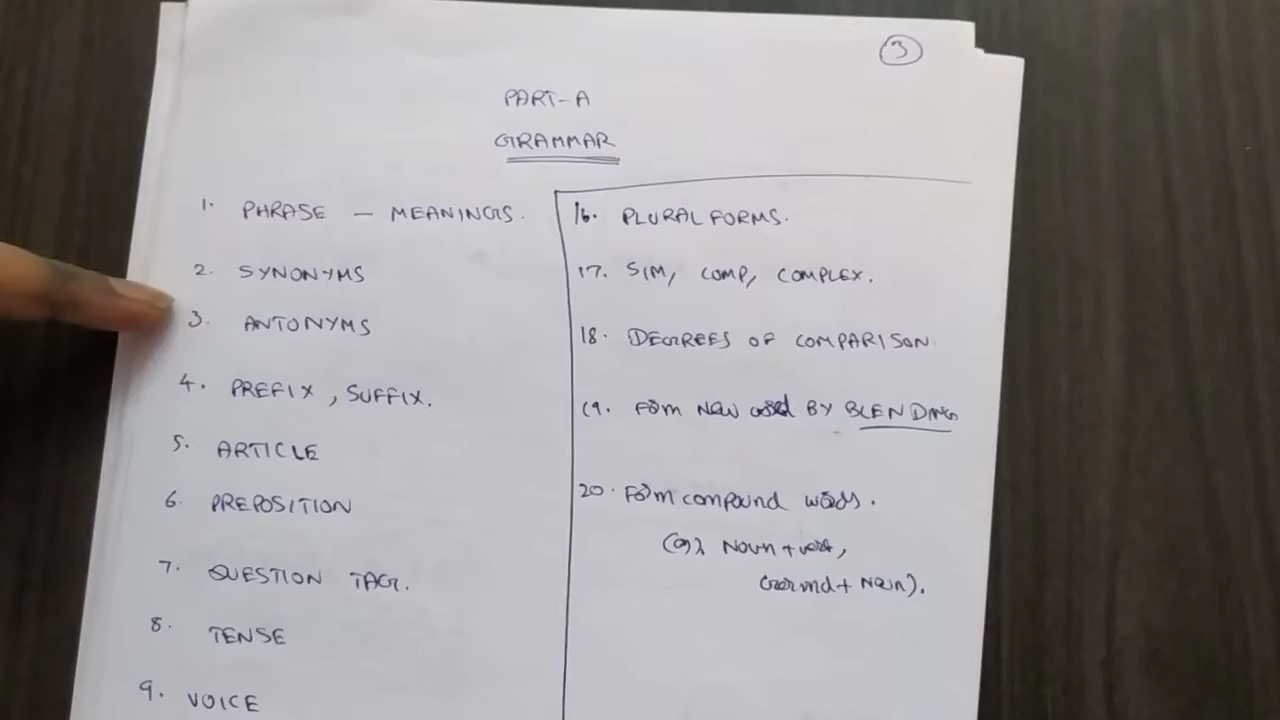 3
PART-A
GRAMMAR
1. PHRASE - MEANINGS.
2. SYNONYMS
3. ANTONYMS
4. PREFIX, SUFFIX.
5. ARTICLE
6. PREPOSITION
7. QUESTION TAG.
8. TENSE
9. VOICE
16. PLURAL FORMS.
17. SIM, COMP, COMPLEX.
18. DEGREES OF COMPARISON.
19. FORM NEW word BY BLENDING
20. Form compound words.
Noun + verb,
Gerund + Noun).